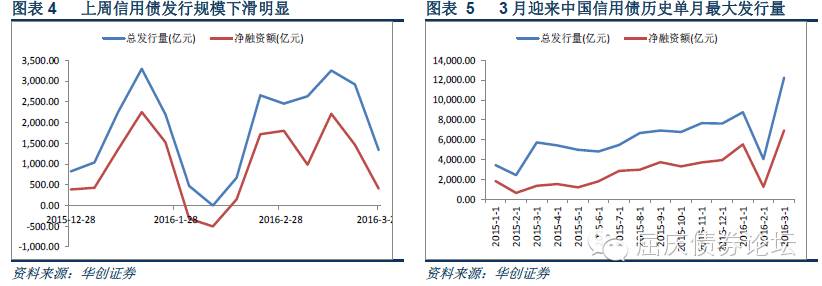 图表 4 上周信用债发行规模下滑明显
总发行量(亿元) 净融资额(亿元)
3,500.00
3,000.00
2,500.00
2,000.00
1,500.00
1,000.00
500.00
0.00
-500.00
-1,000.00
2015-12-28 2016-1-28 2016-2-28 2016-3-2
资料来源：华创证券
图表 5 3月迎来中国信用债历史单月最大发行量
总发行量(亿元) 净融资额(亿元)
14,000.00
12,000.00
10,000.00
8,000.00
6,000.00
4,000.00
2,000.00
0.00
2015-1-1 2015-2-1 2015-3-1 2015-4-1 2015-5-1 2015-6-1 2015-7-1 2015-8-1 2015-9-1 2015-10-1 2015-11-1 2015-12-1 2016-1-1 2016-2-1 2016-3-1
资料来源：华创证券
屈庆债券论坛